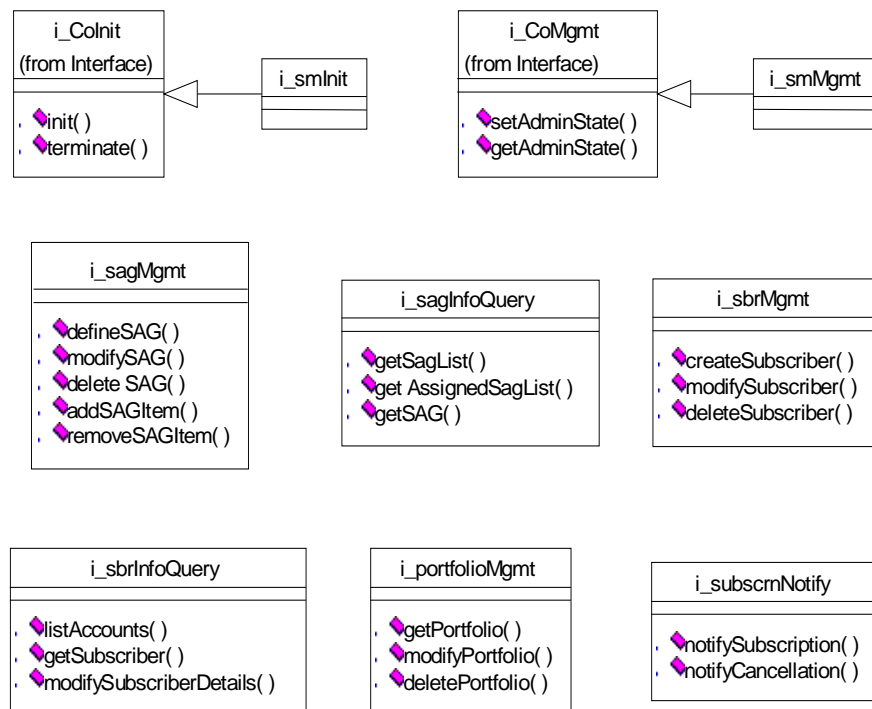 i_CoInit
(from Interface)
init( )
terminate( )
i_smInit
i_CoMgmt
(from Interface)
setAdminState( )
getAdminState( )
i_smMgmt
i_sagMgmt
defineSAG( )
modifySAG( )
delete SAG( )
addSAGItem( )
removeSAGItem( )
i_sagInfoQuery
getSagList( )
get AssignedSagList( )
getSAG( )
i_sbrMgmt
createSubscriber( )
modifySubscriber( )
deleteSubscriber( )
i_sbrInfoQuery
listAccounts( )
getSubscriber( )
modifySubscriberDetails( )
i_portfolioMgmt
getPortfolio( )
modifyPortfolio( )
deletePortfolio( )
i_subscrnNotify
notifySubscription( )
notifyCancellation( )